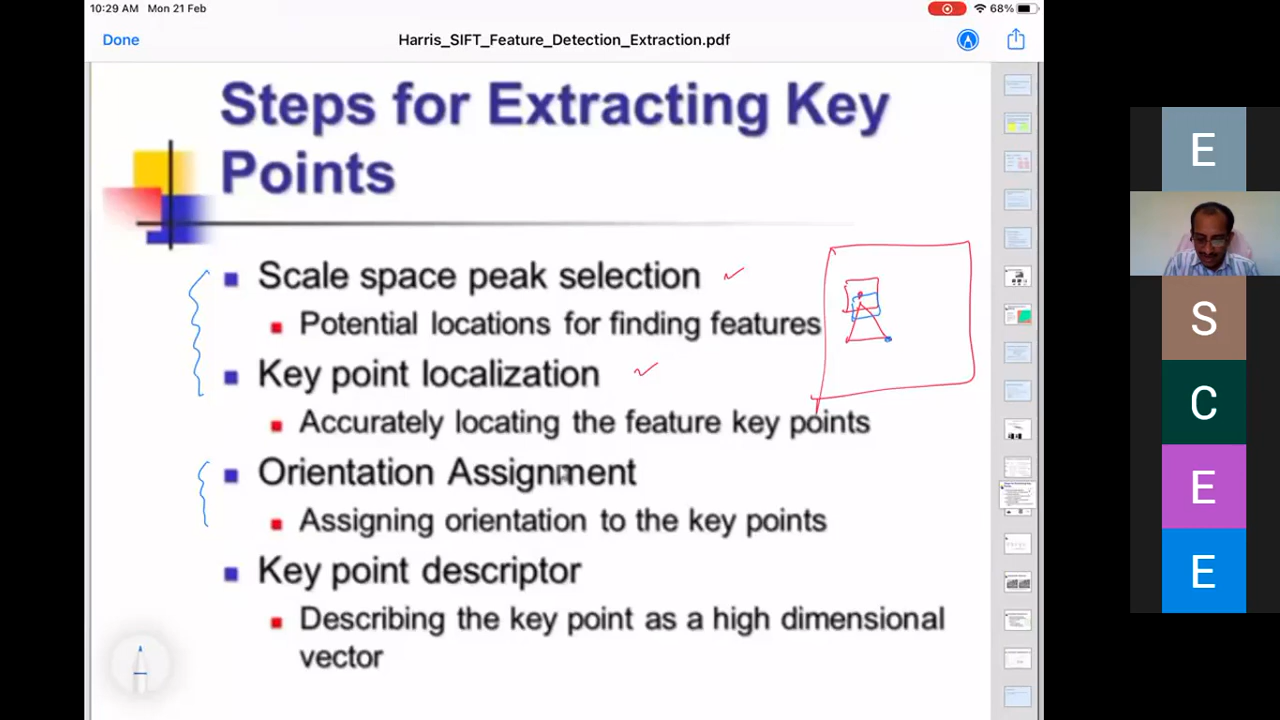 10:29 AM Mon 21 Feb
68%
Done
Harris_SIFT_Feature_Detection_Extraction.pdf
Steps for Extracting Key
Points
Scale space peak selection
Potential locations for finding features
Key point localization
Accurately locating the feature key points
Orientation Assignment
Assigning orientation to the key points
Key point descriptor
Describing the key point as a high dimensional
vector
E
S
C
E
E